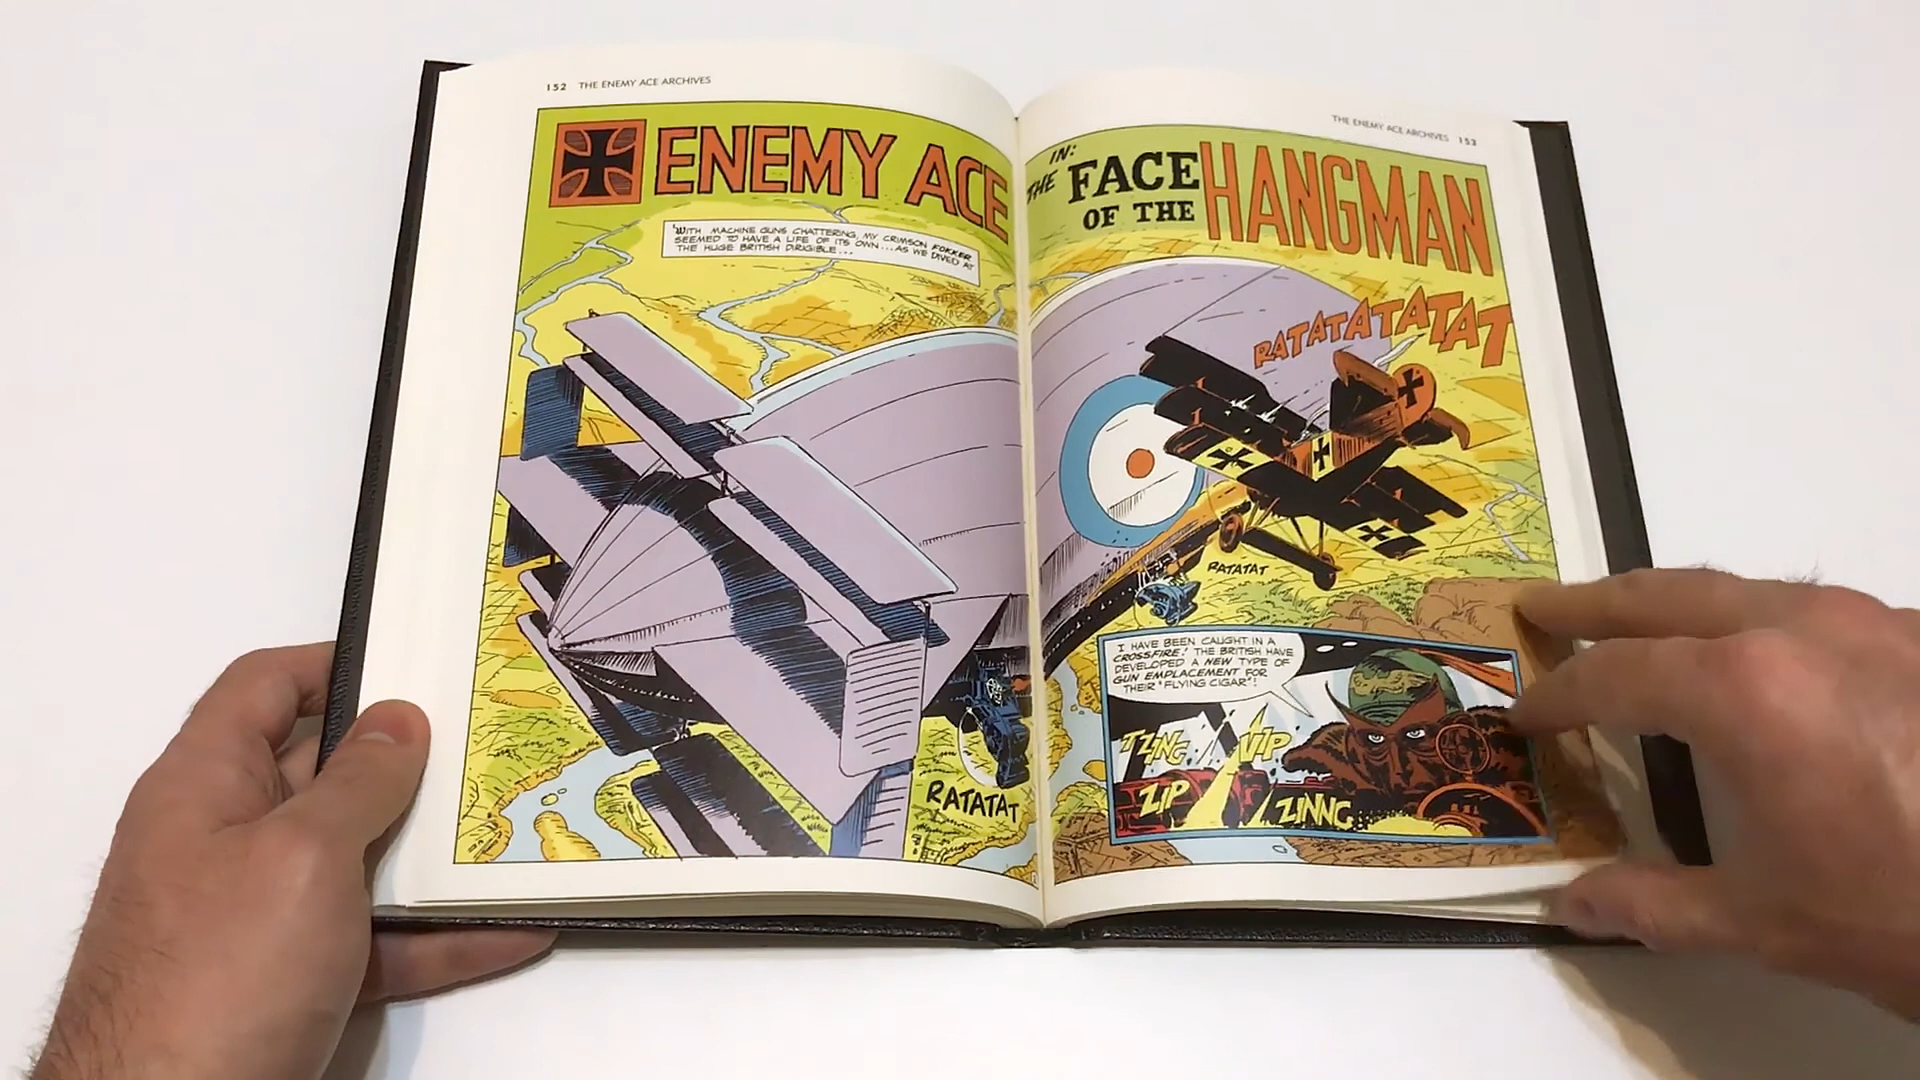 152 THE ENEMY ACE ARCHIVES
THE ENEMY ACE ARCHIVES 153
ENEMY ACE
IN:
THE FACE
OF THE
HANGMAN
"WITH MACHINE GUNS CHATTERING, MY CRIMSON FOKKER
SEEMED TO HAVE A LIFE OF ITS OWN...AS WE DIVED AT
THE HUGE BRITISH DIRIGIBLE...
RATATATATAT
RATATAT
RATATAT
I HAVE BEEN CAUGHT IN A
CROSSFIRE! THE BRITISH HAVE
DEVELOPED A NEW TYPE OF
GUN EMPLACEMENT FOR
THEIR "FLYING CIGAR"!
TZING
VIP
ZIP
ZINNG